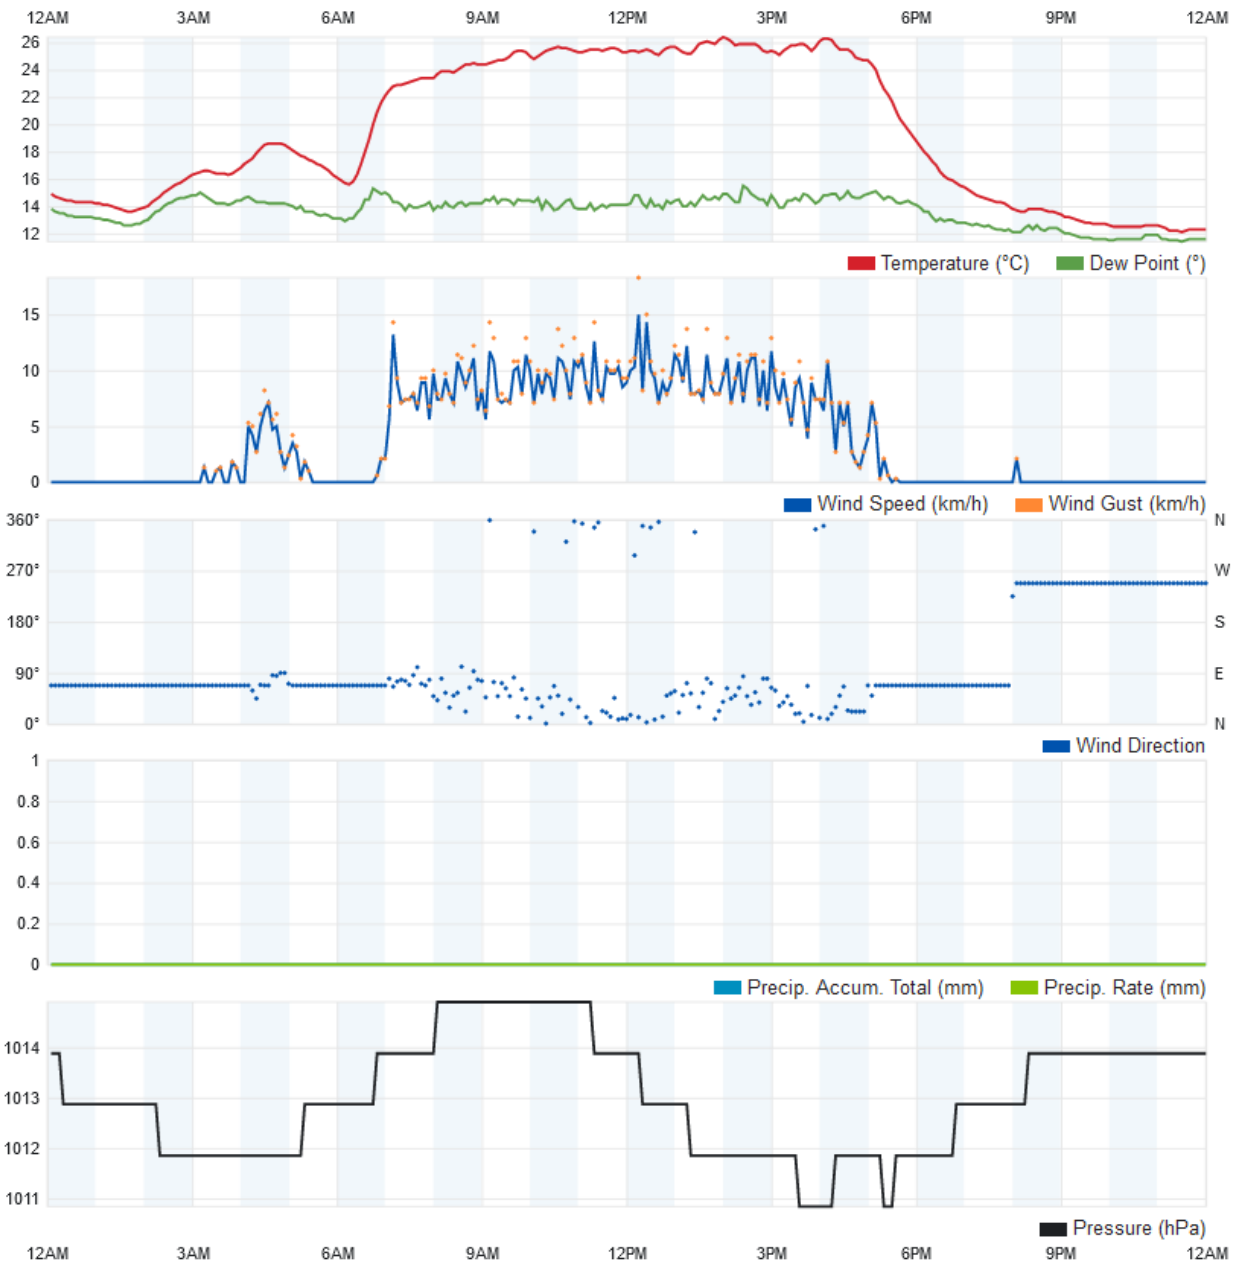 12AM 3AM 6AM 9AM 12PM 3PM 6PM 9PM 12AM
26
24
22
20
18
16
14
12
Temperature (°C) Dew Point (°)
15
10
5
0
Wind Speed (km/h) Wind Gust (km/h)
360° N
270° W
180° S
90° E
0° N
Wind Direction
1
0.8
0.6
0.4
0.2
0
Precip. Accum. Total (mm) Precip. Rate (mm)
1014
1013
1012
1011
Pressure (hPa)
12AM 3AM 6AM 9AM 12PM 3PM 6PM 9PM 12AM